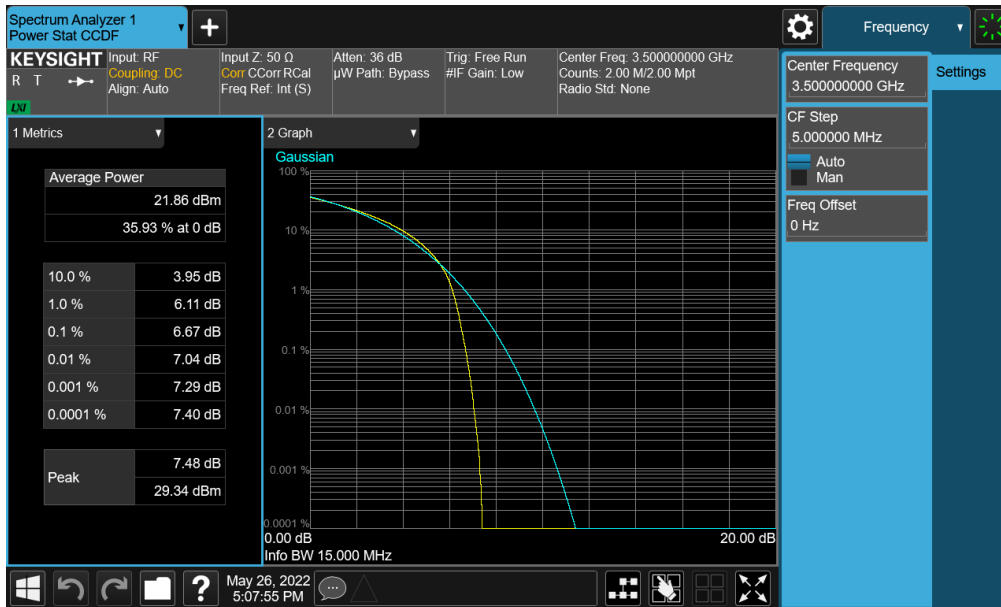 Spectrum Analyzer 1
Power Stat CCDF
Frequency
KEYSIGHT
R T
LXI
Input: RF
Coupling: DC
Align: Auto
Input Z: 50 Ω
Corr CCorr RCal
Freq Ref: Int (S)
Atten: 36 dB
µW Path: Bypass
Trig: Free Run
#IF Gain: Low
Center Freq: 3.500000000 GHz
Counts: 2.00 M/2.00 Mpt
Radio Std: None
Center Frequency
3.500000000 GHz
Settings
CF Step
5.000000 MHz
Auto
Man
Freq Offset
0 Hz
1 Metrics
Average Power
21.86 dBm
35.93 % at 0 dB
10.0 % 3.95 dB
1.0 % 6.11 dB
0.1 % 6.67 dB
0.01 % 7.04 dB
0.001 % 7.29 dB
0.0001 % 7.40 dB
Peak
7.48 dB
29.34 dBm
2 Graph
Gaussian
100 %
10 %
1 %
0.1 %
0.01 %
0.001 %
0.0001 %
0.00 dB 20.00 dB
Info BW 15.000 MHz
?
May 26, 2022
5:07:55 PM